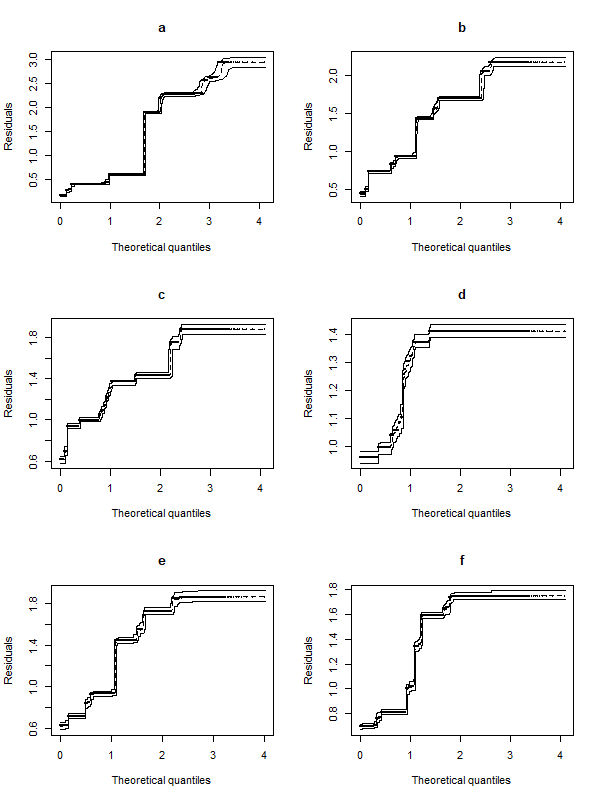 a
b
Residuals
0.5 1.0 1.5 2.0 2.5 3.0
0 1 2 3 4
Theoretical quantiles
Residuals
0.5 1.0 1.5 2.0
0 1 2 3 4
Theoretical quantiles
c
d
Residuals
0.6 1.0 1.4 1.8
0 1 2 3 4
Theoretical quantiles
Residuals
1.0 1.1 1.2 1.3 1.4
0 1 2 3 4
Theoretical quantiles
e
f
Residuals
0.6 1.0 1.4 1.8
0 1 2 3 4
Theoretical quantiles
Residuals
0.8 1.0 1.2 1.4 1.6 1.8
0 1 2 3 4
Theoretical quantiles